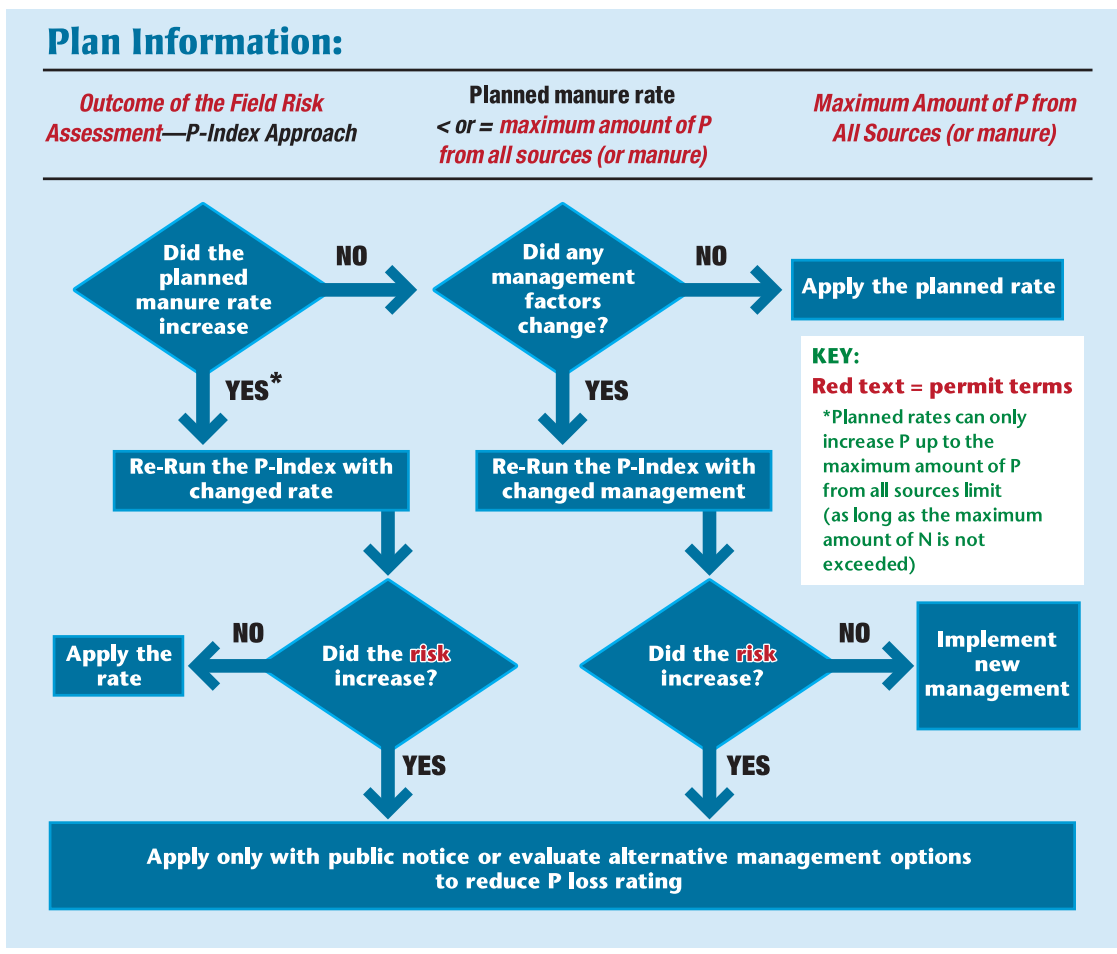 Plan Information:
Outcome of the Field Risk
Assessment—P-Index Approach
Planned manure rate
< or = maximum amount of P
from all sources (or manure)
Maximum Amount of P from
All Sources (or manure)
Did the
planned
manure rate
increase
NO
Did any
management
factors
change?
NO
Apply the planned rate
KEY:
Red text = permit terms
*Planned rates can only
increase P up to the
maximum amount of P
from all sources limit
(as long as the maximum
amount of N is not
exceeded)
YES*
YES
Re-Run the P-Index with
changed rate
Re-Run the P-Index with
changed management
Apply the
rate
NO
Did the risk
increase?
Did the risk
increase?
NO
Implement
new
management
YES
YES
Apply only with public notice or evaluate alternative management options
to reduce P loss rating